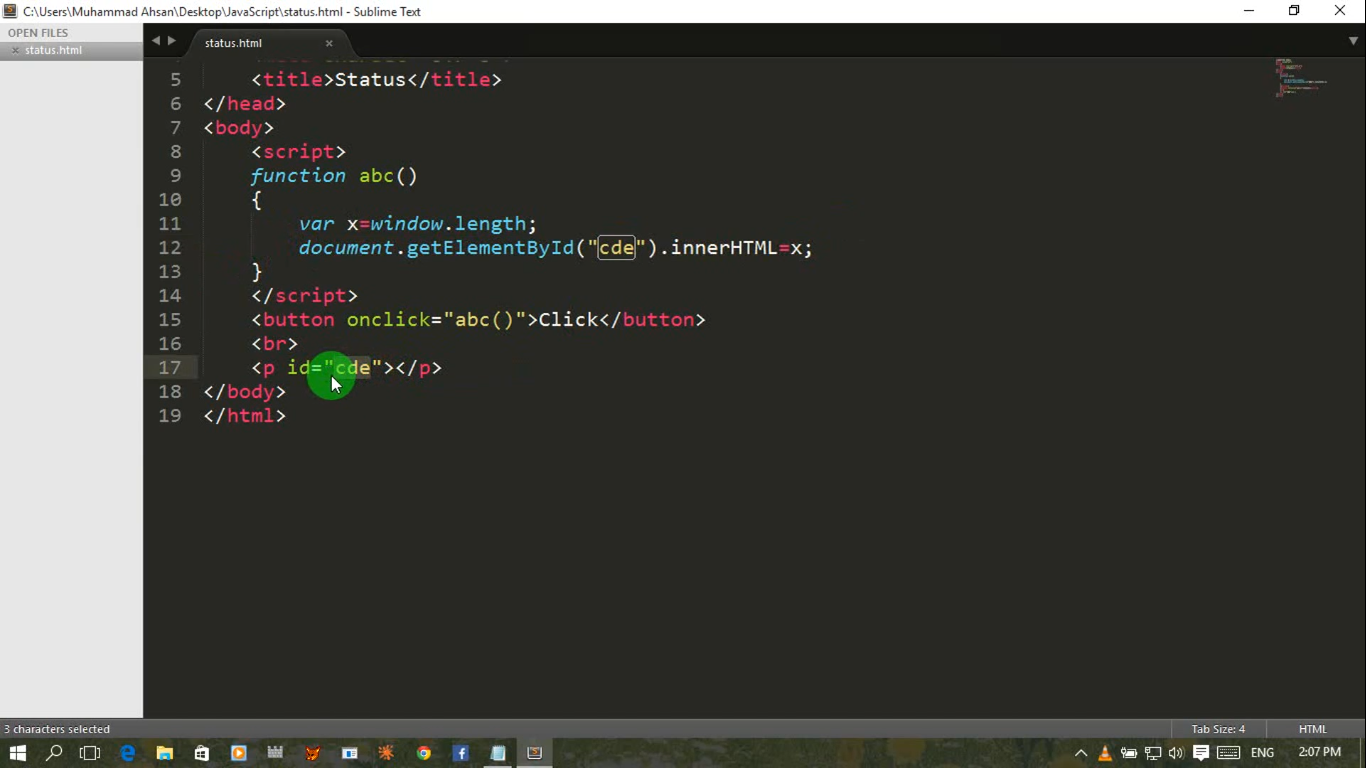 C:\Users\Muhammad Ahsan\Desktop\JavaScript\status.html - Sublime Text
OPEN FILES
status.html
status.html
5 <title>Status</title>
6 </head>
7 <body>
8 <script>
9 function abc()
10 {
11 var x=window.length;
12 document.getElementById("cde").innerHTML=x;
13 }
14 </script>
15 <button onclick="abc()">Click</button>
16 <br>
17 <p id="cde"></p>
18 </body>
19 </html>
3 characters selected
Tab Size: 4
HTML
ENG
2:07 PM